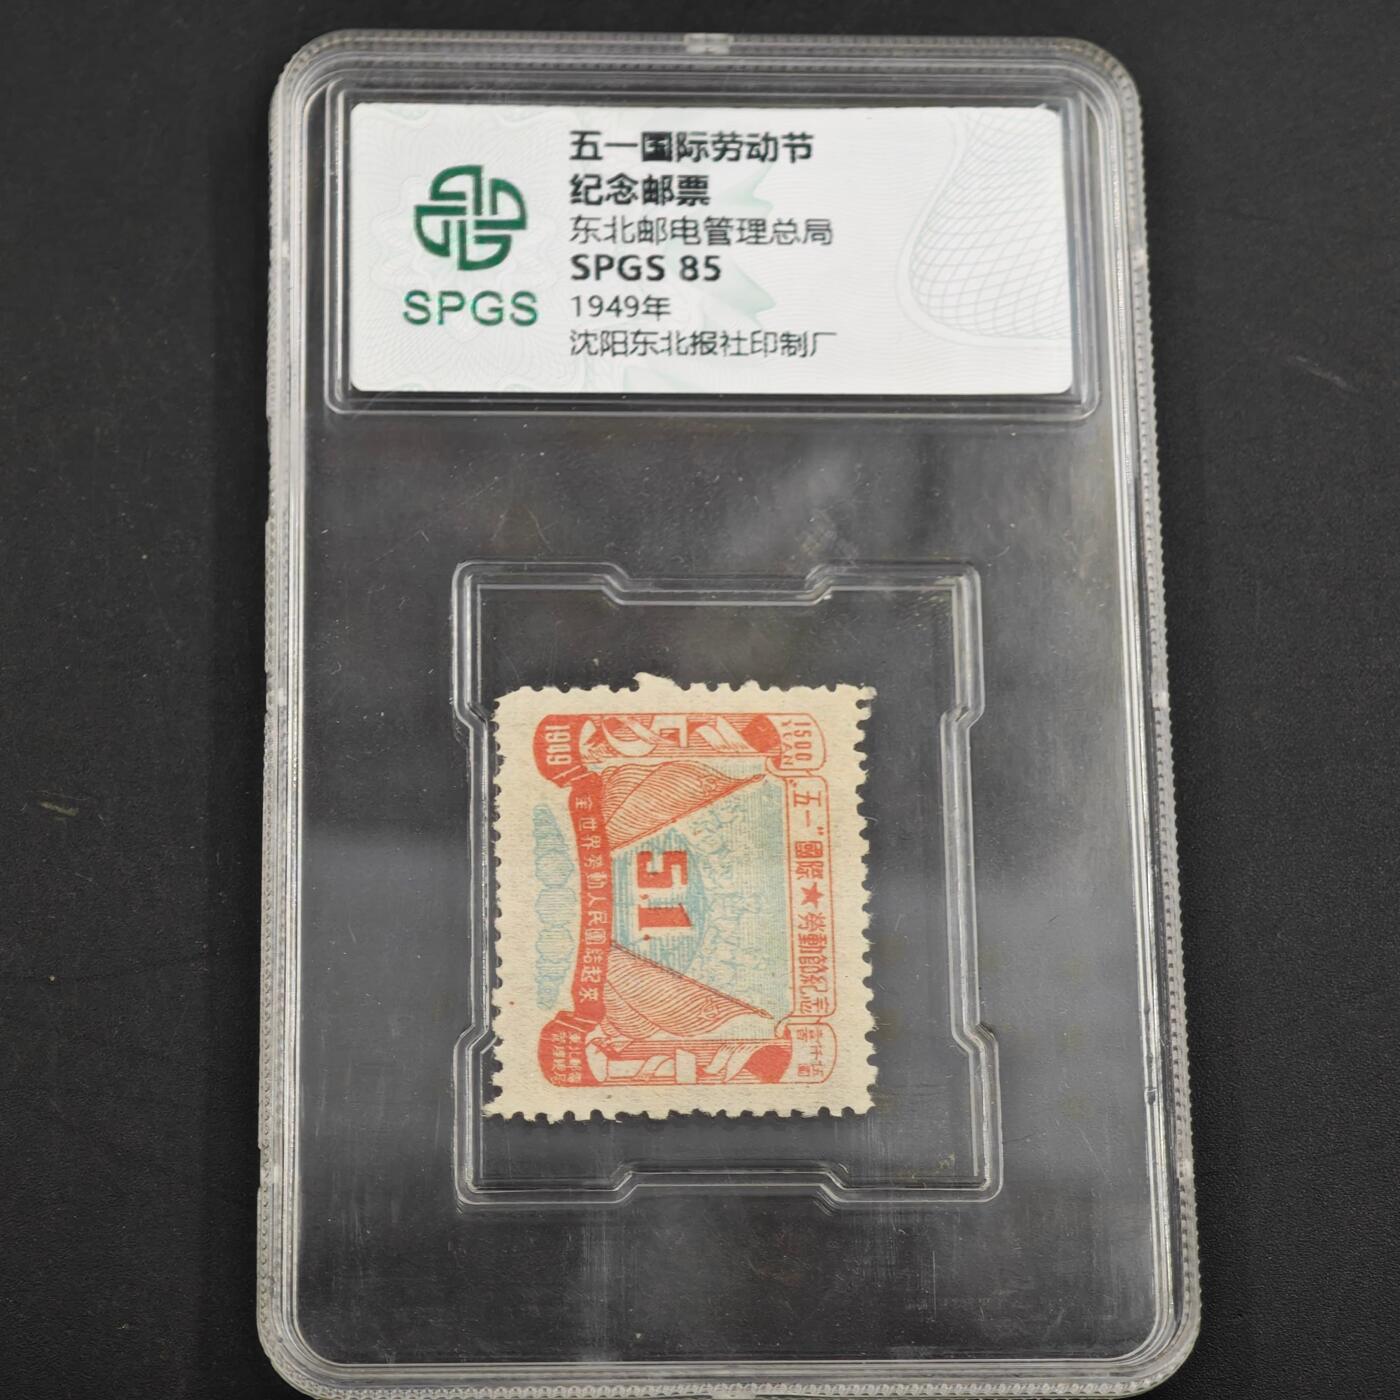 五一国际劳动节
纪念邮票
东北邮电管理总局
SPGS 85
SPGS
1949年
沈阳东北报社印制厂
1500
YUAN
"五一"國際★勞動節紀念
51
1949
全世界勞動人民團結起來